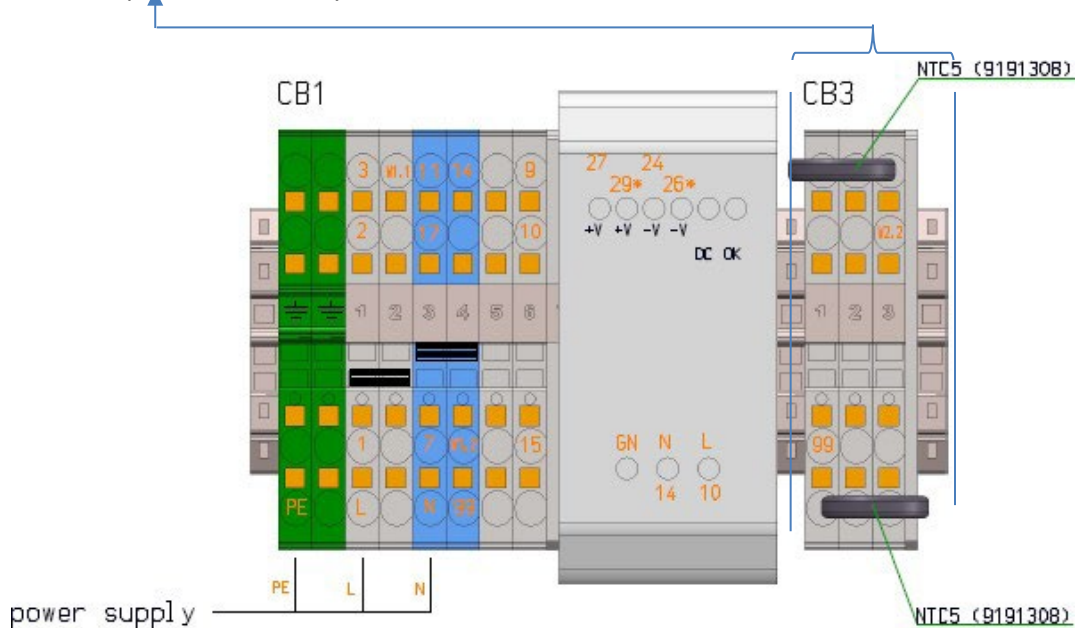 NTC5 (9191308)
CB1
CB3
3 W1.1 11 14 9
27 24
29* 26*
2 17 10
W2.2
+V +V -V -V
DC OK
1 2 3 4 5 6
1 2 3
1 7 W1.2 15
GN N L
99
14 10
PE L N 99
PE L N
power supply
NTC5 (9191308)